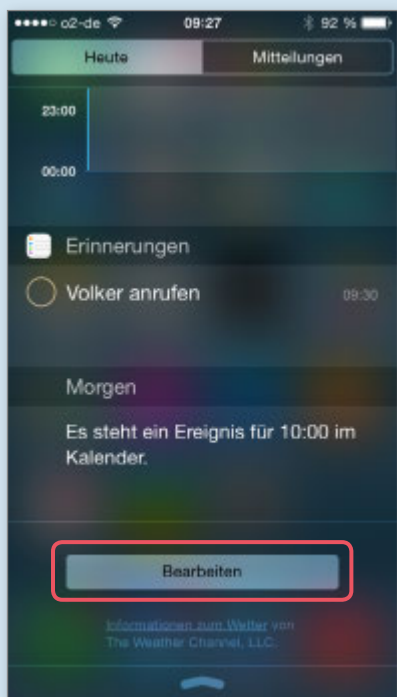 o2-de 09:27 92 %
Heute Mitteilungen
23:00
00:00
Erinnerungen
Volker anrufen 09:30
Morgen
Es steht ein Ereignis für 10:00 im
Kalender.
Bearbeiten
Informationen zum Wetter von
The Weather Channel, LLC.